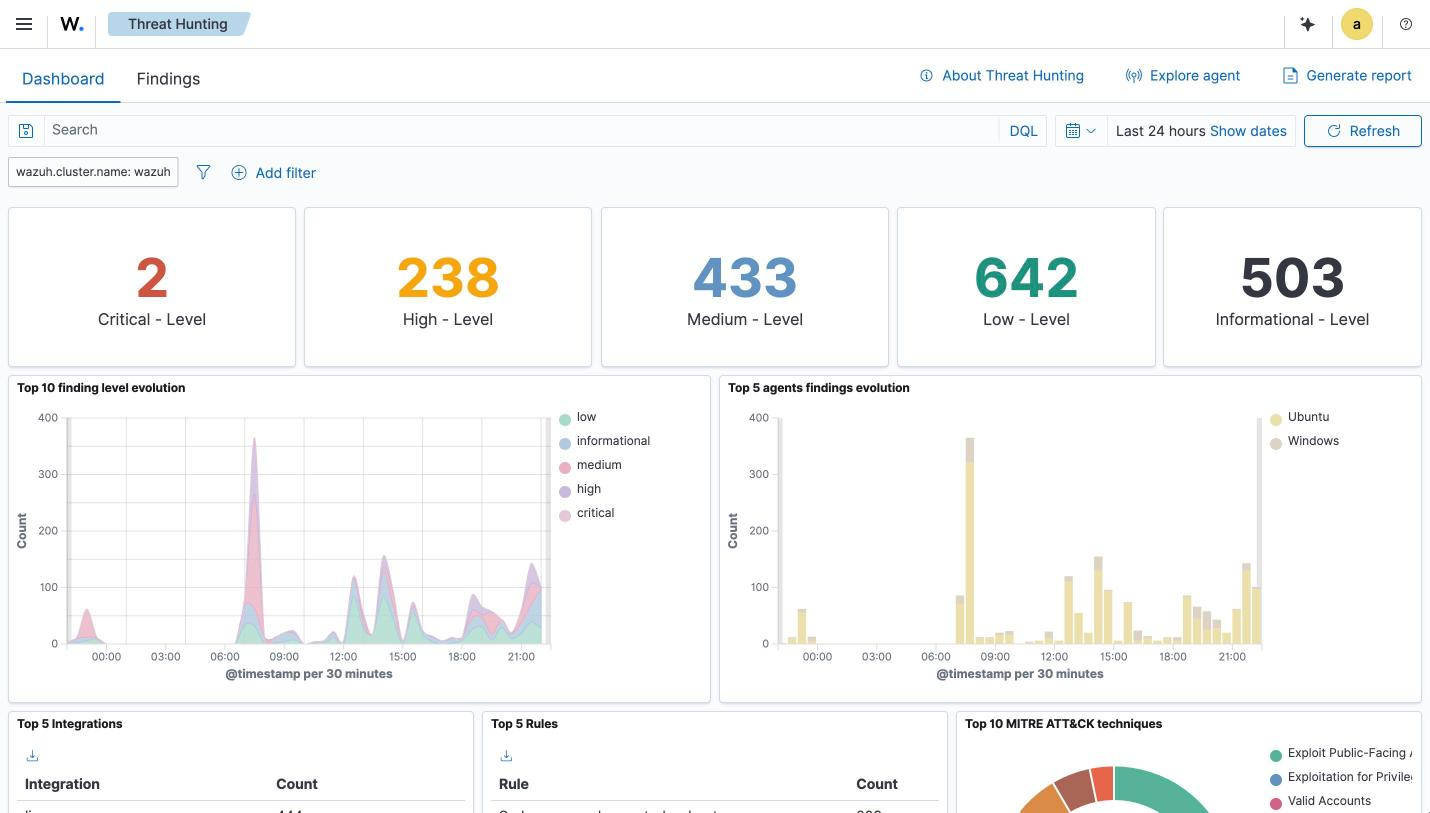 W. Threat Hunting a
Dashboard Findings About Threat Hunting Explore agent Generate report
Search DQL Last 24 hours Show dates Refresh
wazuh.cluster.name: wazuh Add filter
2 238 433 642 503
Critical - Level High - Level Medium - Level Low - Level Informational - Level
Top 10 finding level evolution
400
300
200
100
0
Count
00:00 03:00 06:00 09:00 12:00 15:00 18:00 21:00
@timestamp per 30 minutes
low
informational
medium
high
critical
Top 5 agents findings evolution
400
300
200
100
0
Count
00:00 03:00 06:00 09:00 12:00 15:00 18:00 21:00
@timestamp per 30 minutes
Ubuntu
Windows
Top 5 Integrations
Integration Count
Top 5 Rules
Rule Count
Top 10 MITRE ATT&CK techniques
Exploit Public-Facing
Exploitation for Privile
Valid Accounts